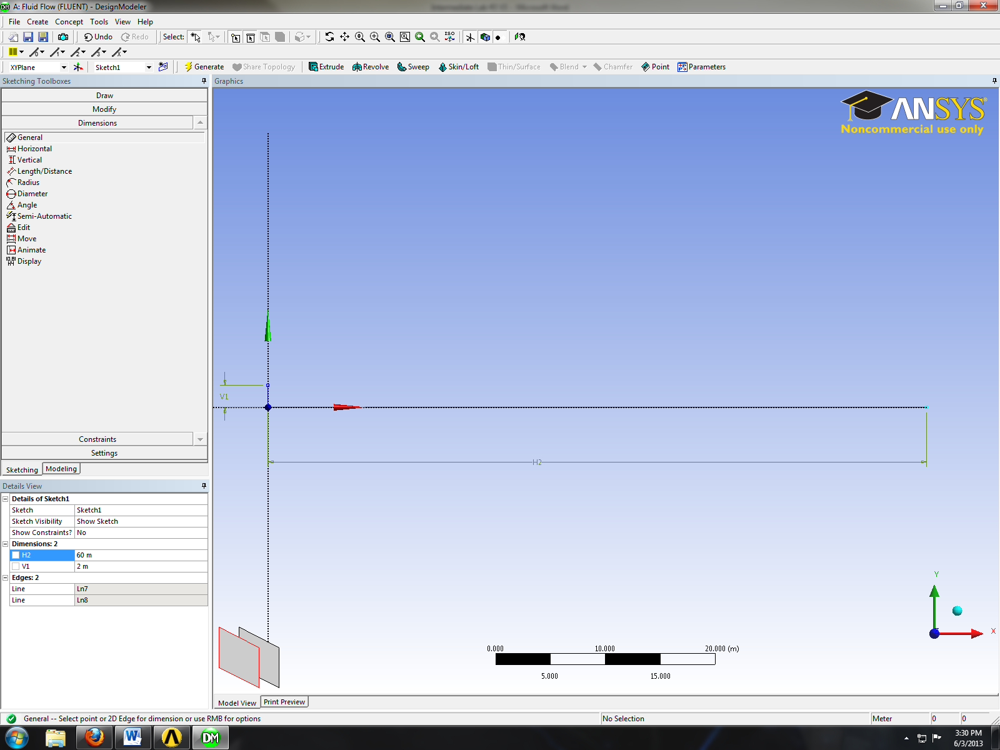 A: Fluid Flow (FLUENT) - DesignModeler
File Create Concept Tools View Help
Undo Redo Select: ISO
XYPlane Sketch1 Generate Share Topology Extrude Revolve Sweep Skin/Loft Thin/Surface Blend Chamfer Point Parameters
Sketching Toolboxes
Draw
Modify
Dimensions
General
Horizontal
Vertical
Length/Distance
Radius
Diameter
Angle
Semi-Automatic
Edit
Move
Animate
Display
Constraints
Settings
Sketching Modeling
Details View
Details of Sketch1
Sketch Sketch1
Sketch Visibility Show Sketch
Show Constraints? No
Dimensions: 2
H2 60 m
V1 2 m
Edges: 2
Line Ln7
Line Ln8
Graphics
ANSYS
Noncommercial use only
V1
H2
Y
X
0.000 10.000 20.000 (m)
5.000 15.000
Model View Print Preview
General -- Select point or 2D Edge for dimension or use RMB for options No Selection Meter 0 0
DM
3:30 PM
6/3/2013